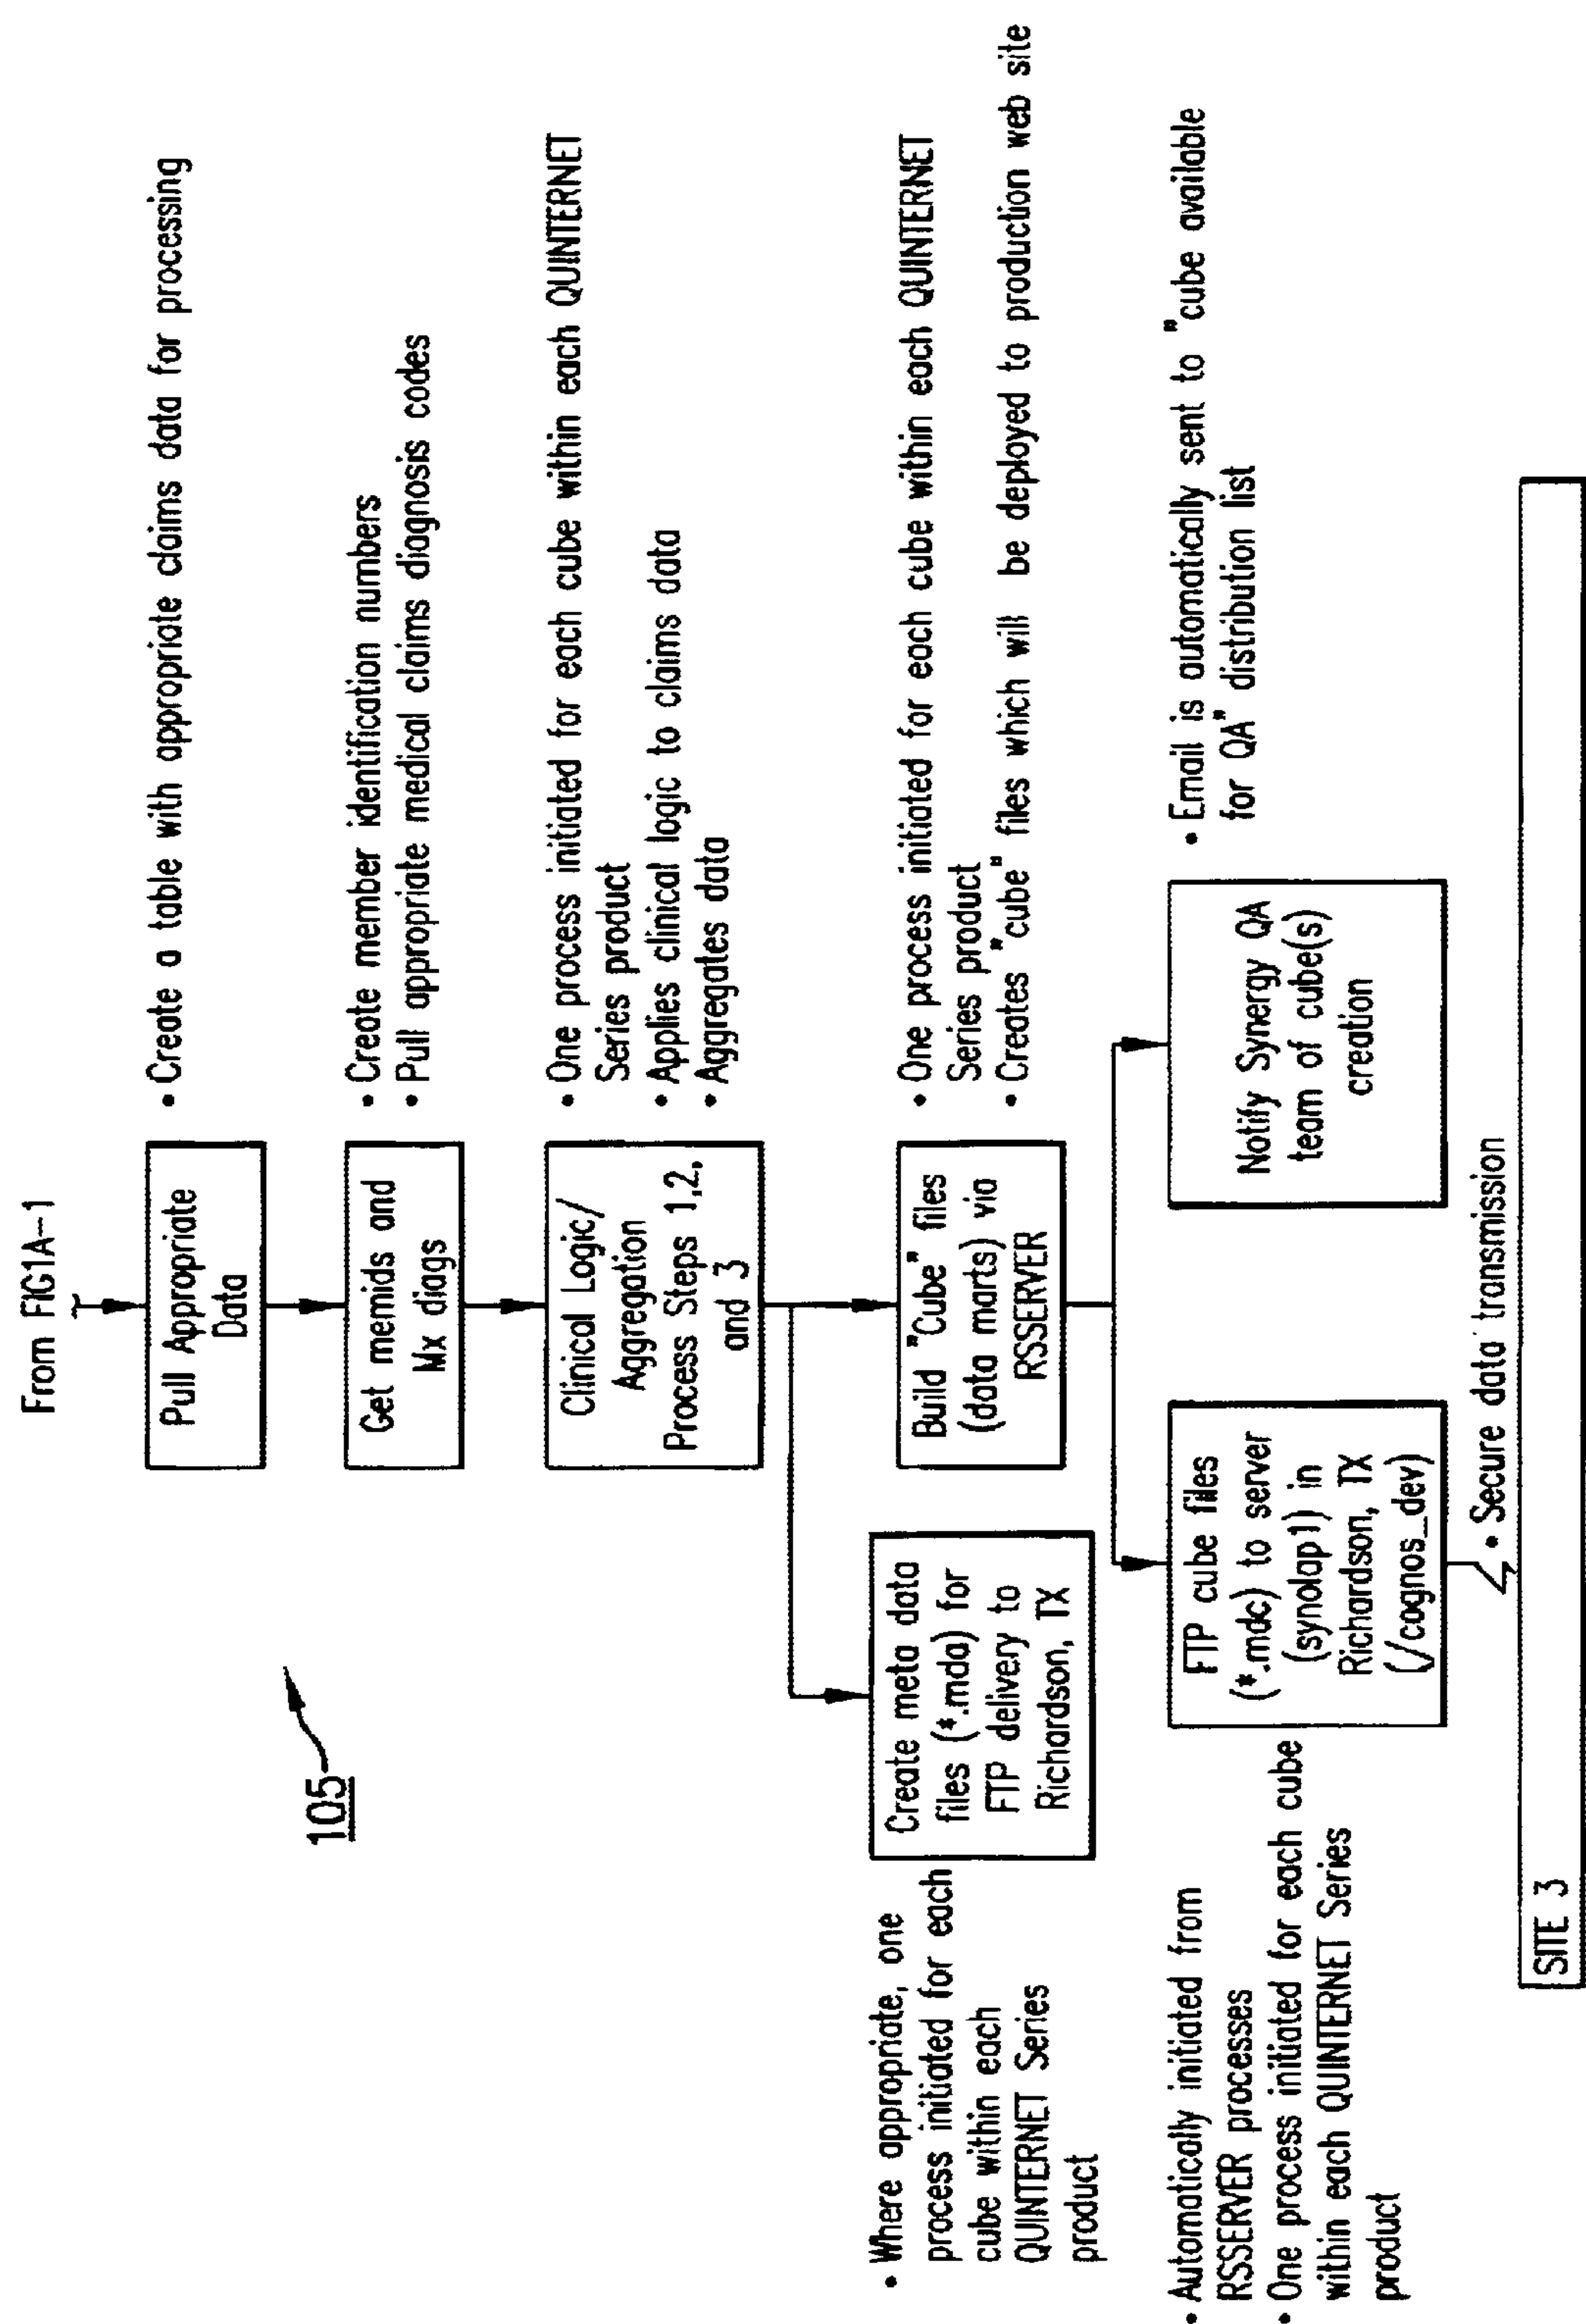 From FIG1A-1
105
Pull Appropriate
Data
• Create a table with appropriate claims data for processing
Get memids and
Mx diags
• Create member identification numbers
• Pull appropriate medical claims diagnosis codes
Clinical Logic/
Aggregation
Process Steps 1,2,
and 3
• One process initiated for each cube within each QUINTERNET
Series product
• Applies clinical logic to claims data
• Aggregates data
• Where appropriate, one
process initiated for each
cube within each
QUINTERNET Series
product
Create meta data
files (*.mda) for
FTP delivery to
Richardson, TX
Build "Cube" files
(data marts) via
RSSERVER
• One process initiated for each cube within each QUINTERNET
Series product
• Creates "cube" files which will be deployed to production web site
• Automatically initiated from
RSSERVER processes
• One process initiated for each cube
within each QUINTERNET Series
product
FTP cube files
(*.mdc) to server
(synolap1) in
Richardson, TX
(/cognos_dev)
Notify Synergy QA
team of cube(s)
creation
• Email is automatically sent to "cube available
for QA" distribution list
• Secure data transmission
SITE 3